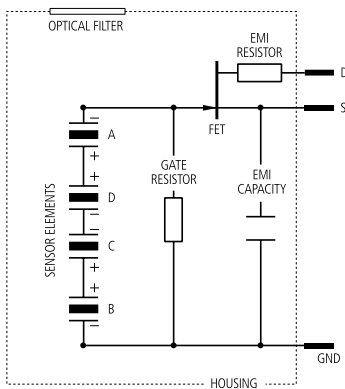 OPTICAL FILTER
EMI
RESISTOR
D
S
FET
− A +
+ D −
− C +
+ B −
SENSOR ELEMENTS
GATE
RESISTOR
EMI
CAPACITY
GND
HOUSING